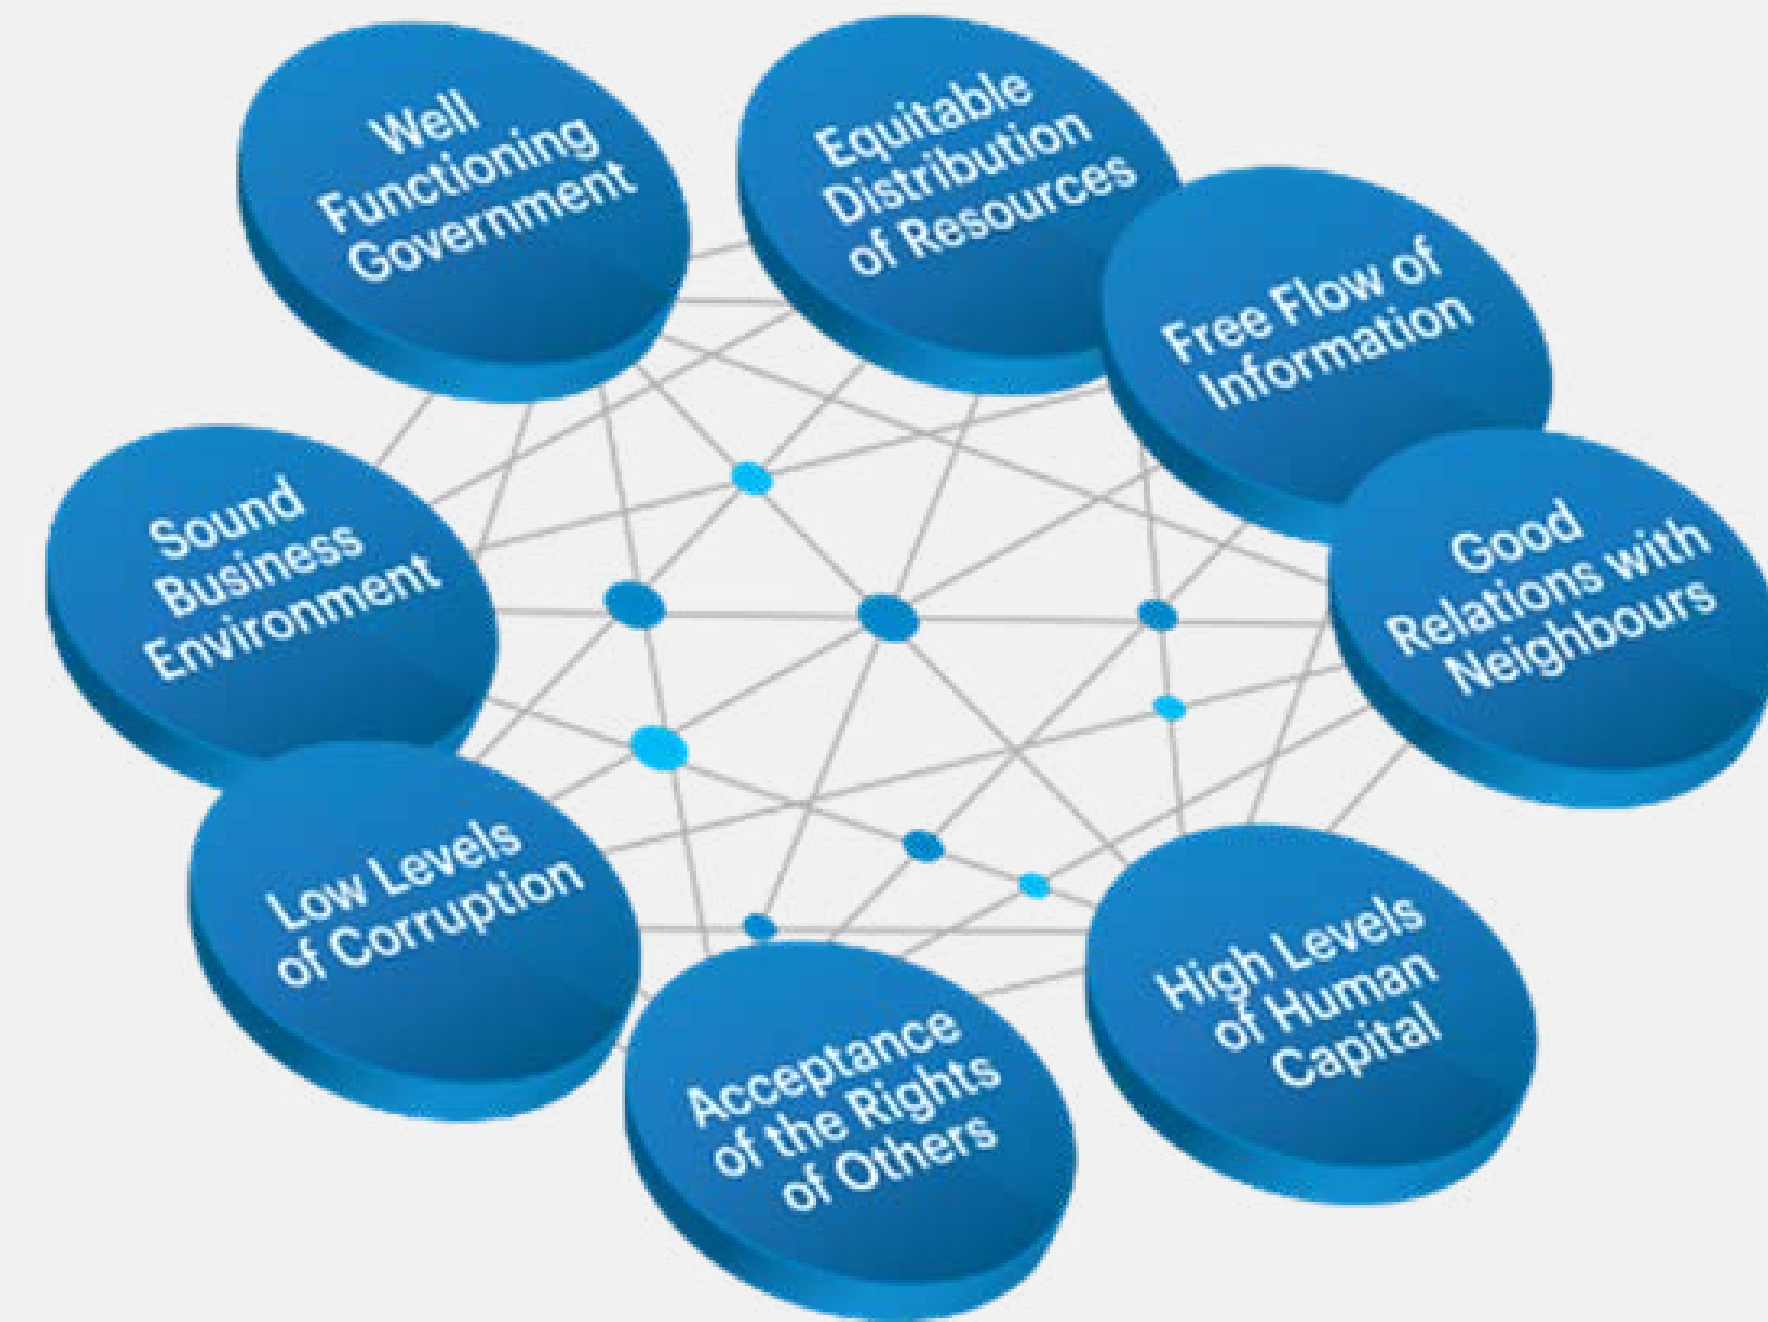 Well
Functioning
Government
Equitable
Distribution
of Resources
Free Flow of
Information
Good
Relations with
Neighbours
High Levels
of Human
Capital
Acceptance
of the Rights
of Others
Low Levels
of Corruption
Sound
Business
Environment